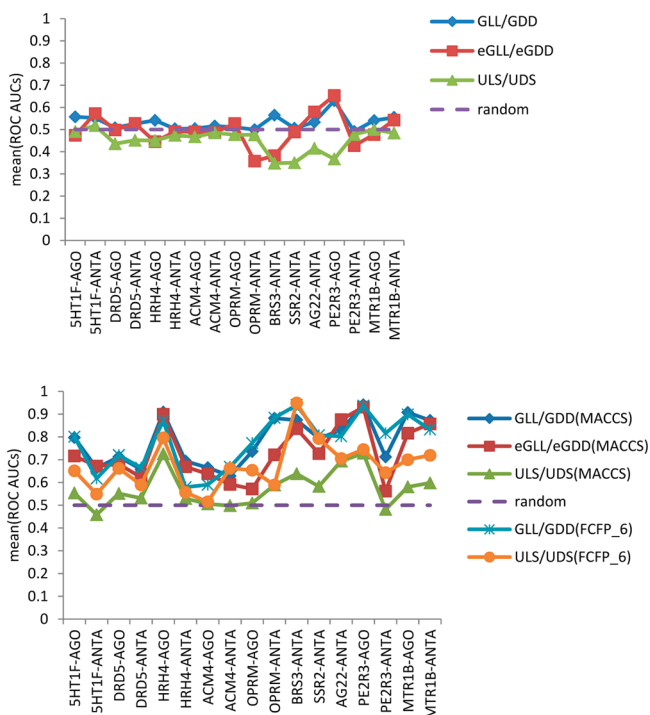 mean(ROC AUCs)
1
0.9
0.8
0.7
0.6
0.5
0.4
0.3
0.2
0.1
0
5HT1F-AGO
5HT1F-ANTA
DRD5-AGO
DRD5-ANTA
HRH4-AGO
HRH4-ANTA
ACM4-AGO
ACM4-ANTA
OPRM-AGO
OPRM-ANTA
BRS3-ANTA
SSR2-ANTA
AG22-ANTA
PE2R3-AGO
PE2R3-ANTA
MTR1B-AGO
MTR1B-ANTA
GLL/GDD
eGLL/eGDD
ULS/UDS
random
mean(ROC AUCs)
1
0.9
0.8
0.7
0.6
0.5
0.4
0.3
0.2
0.1
0
5HT1F-AGO
5HT1F-ANTA
DRD5-AGO
DRD5-ANTA
HRH4-AGO
HRH4-ANTA
ACM4-AGO
ACM4-ANTA
OPRM-AGO
OPRM-ANTA
BRS3-ANTA
SSR2-ANTA
AG22-ANTA
PE2R3-AGO
PE2R3-ANTA
MTR1B-AGO
MTR1B-ANTA
GLL/GDD(MACCS)
eGLL/eGDD(MACCS)
ULS/UDS(MACCS)
random
GLL/GDD(FCFP_6)
ULS/UDS(FCFP_6)